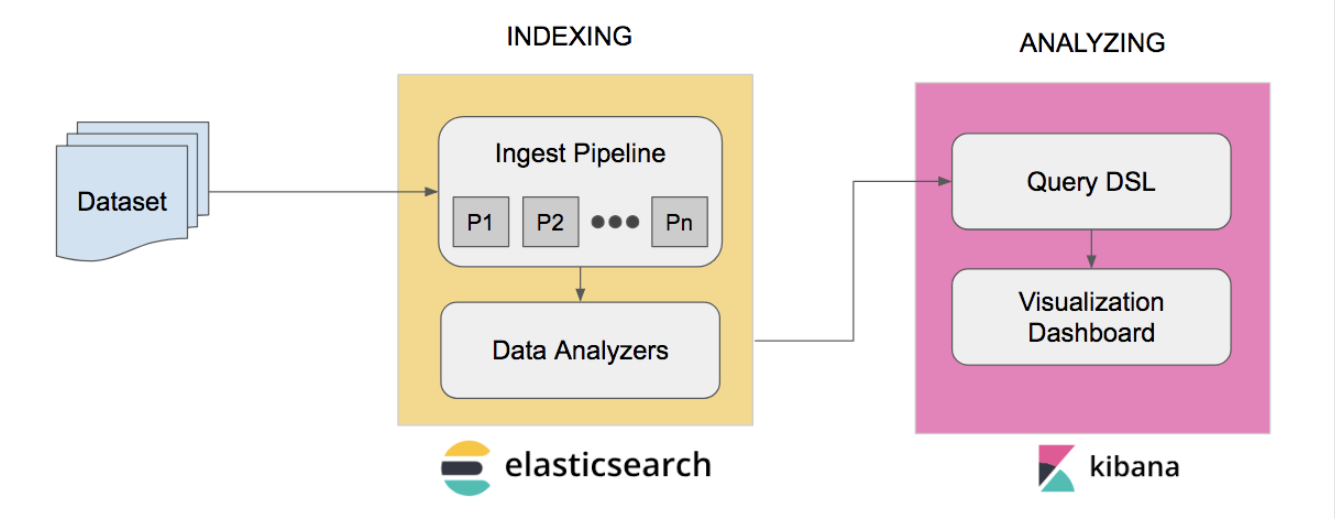 INDEXING
ANALYZING
Dataset
Ingest Pipeline
P1 P2 ●●● Pn
Data Analyzers
Query DSL
Visualization
Dashboard
elasticsearch
kibana